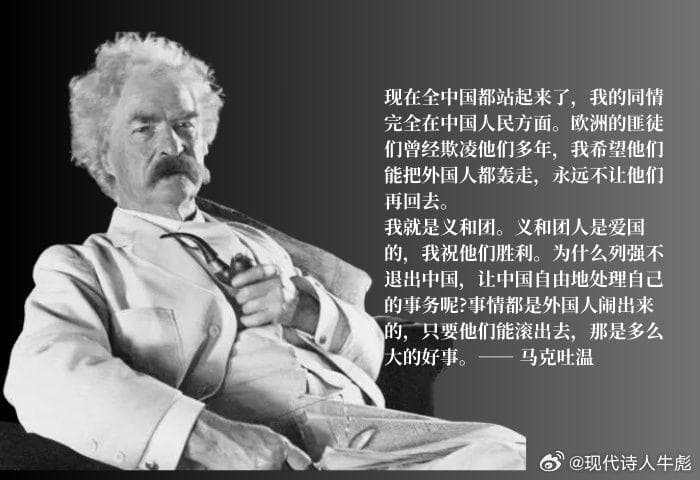 现在全中国都站起来了，我的同情
完全在中国人民方面。欧洲的匪徒
们曾经欺凌他们多年，我希望他们
能把外国人都轰走，永远不让他们
再回去。
我就是义和团。义和团人是爱国
的，我祝他们胜利。为什么列强不
退出中国，让中国自由地处理自己
的事务呢?事情都是外国人闹出来
的，只要他们能滚出去，那是多么
大的好事。—— 马克吐温
@现代诗人牛彪